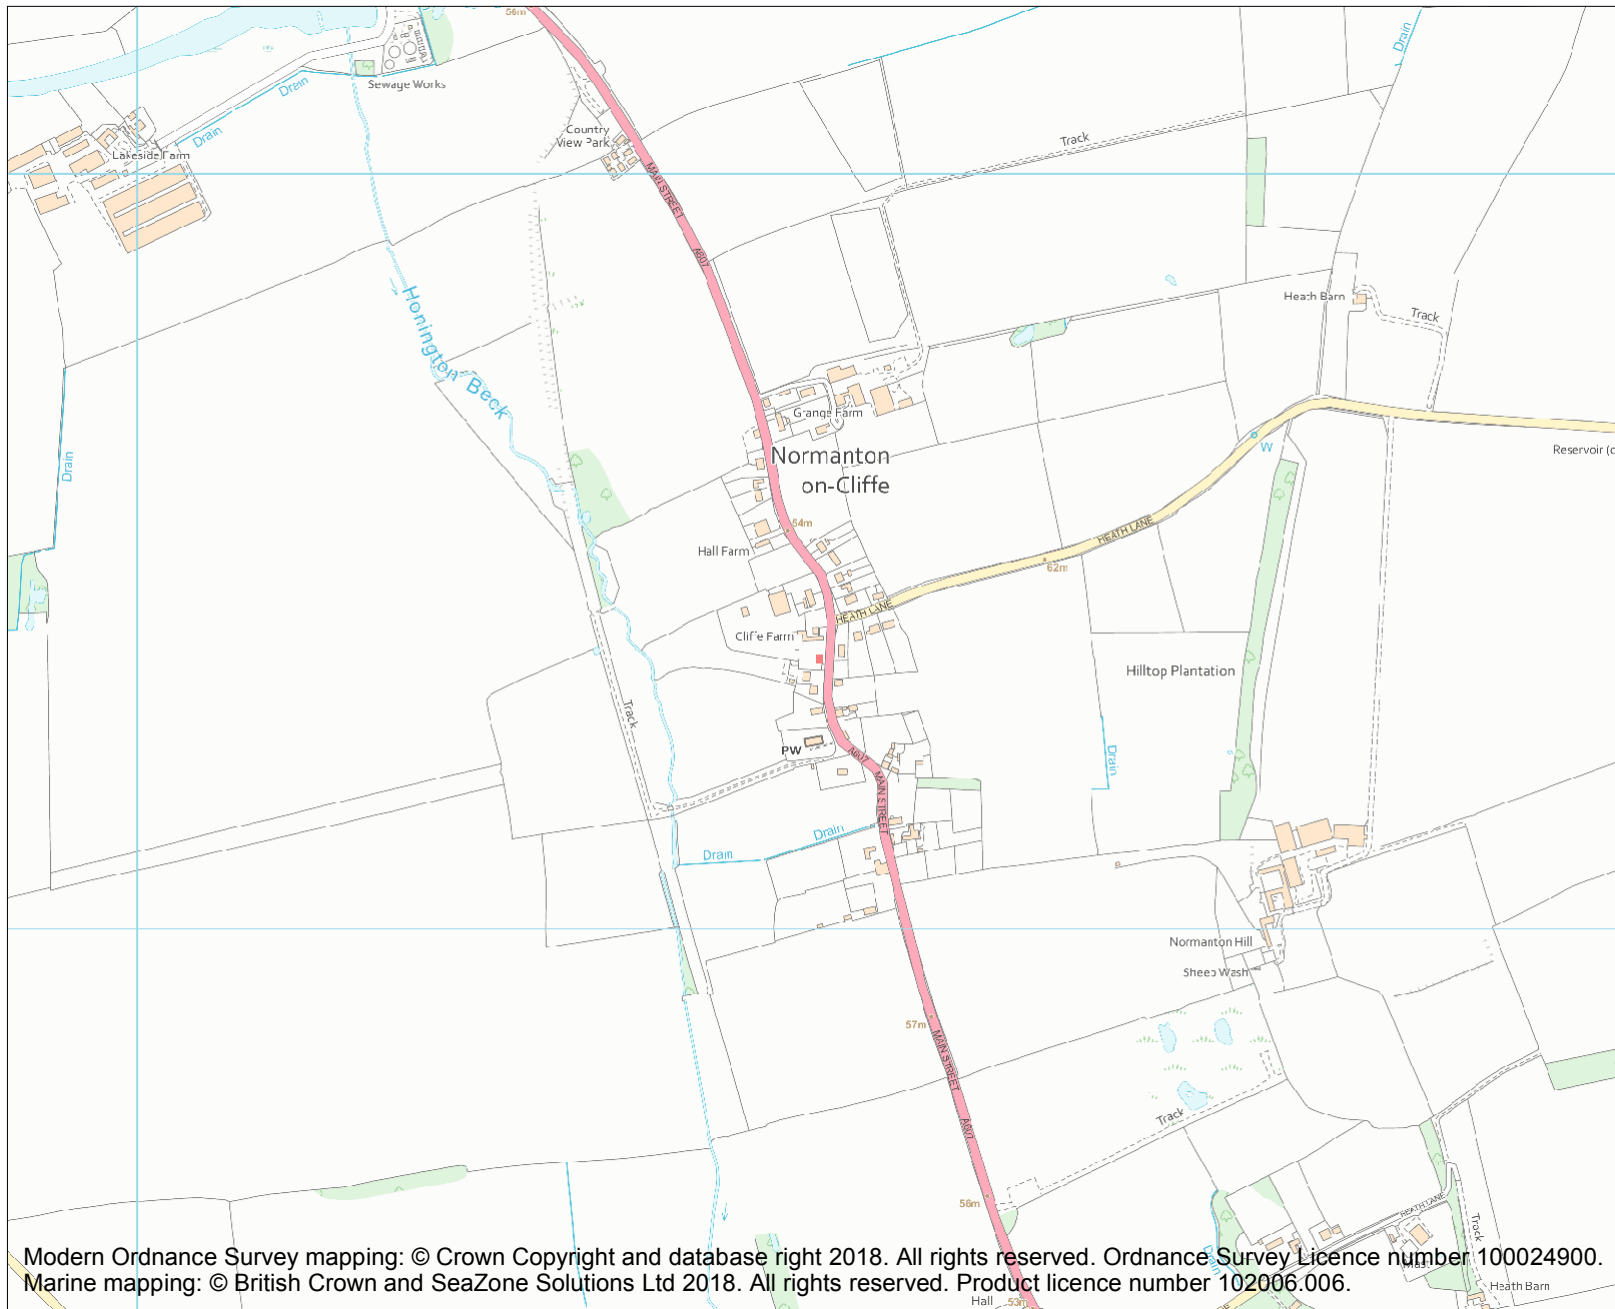 56m
Drain
Sewage Works
Drain
Drain
Lakeside Farm
Country
View Park
Track
MAIN STREET
A607
Honington Beck
Heath Barn
Track
Grange Farm
Normanton
on-Cliffe
W
Reservoir (c
Drain
54m
Hall Farm
HEATH LANE
62m
HEATH LANE
Cliffe Farm
Hilltop Plantation
Track
Drain
PW
A607
MAIN STREET
Drain
Drain
Normanton Hill
Sheep Wash
57m
MAIN STREET
A607
Track
56m
HEATH LANE
Track
Drain
Mast
Heath Barn
Hall
53m
Modern Ordnance Survey mapping: © Crown Copyright and database right 2018. All rights reserved. Ordnance Survey Licence number 100024900.
Marine mapping: © British Crown and SeaZone Solutions Ltd 2018. All rights reserved. Product licence number 102006.006.